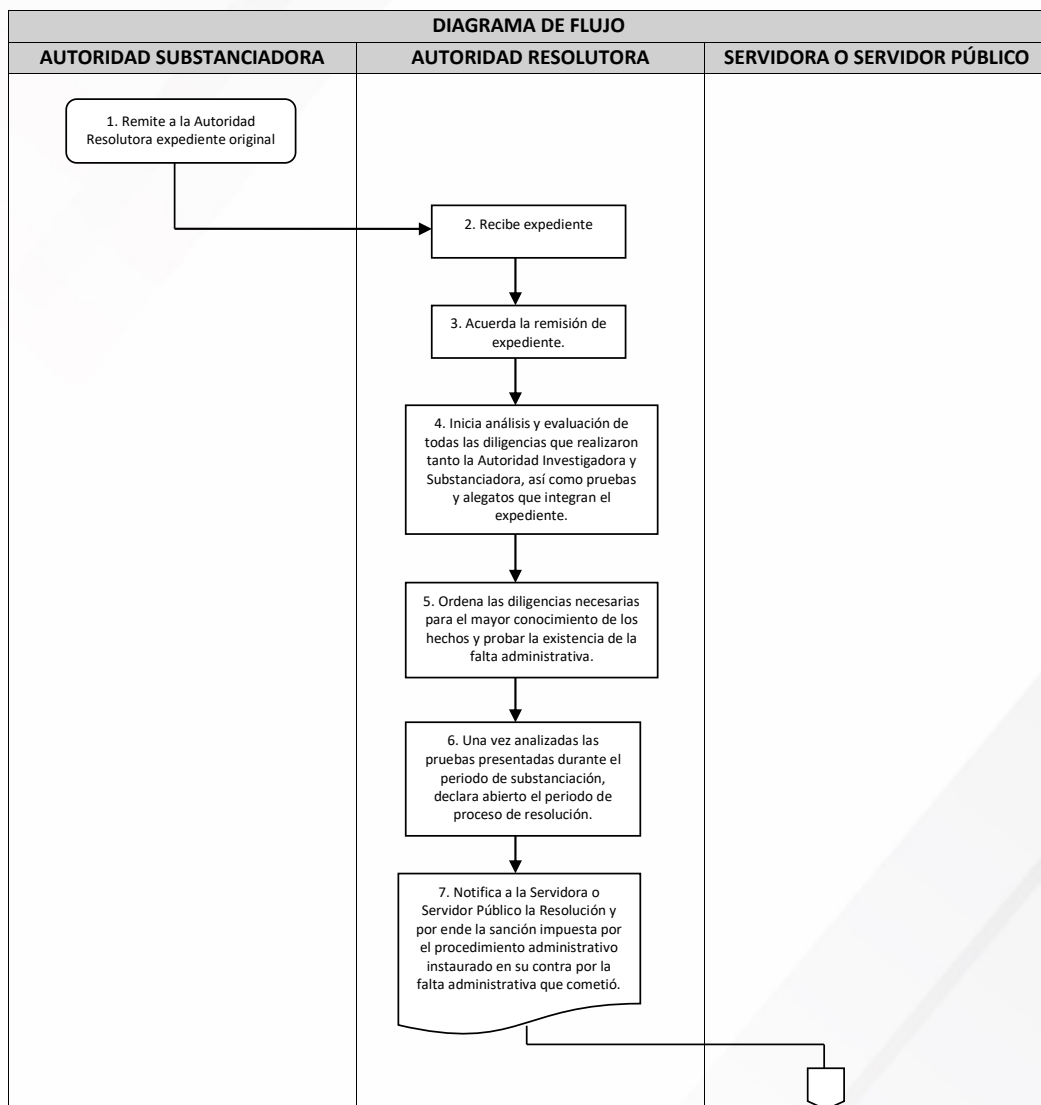 DIAGRAMA DE FLUJO
AUTORIDAD SUBSTANCIADORA
AUTORIDAD RESOLUTORA
SERVIDORA O SERVIDOR PÚBLICO
1. Remite a la Autoridad
Resolutora expediente original
2. Recibe expediente
3. Acuerda la remisión de
expediente.
4. Inicia análisis y evaluación de
todas las diligencias que realizaron
tanto la Autoridad Investigadora y
Substanciadora, así como pruebas
y alegatos que integran el
expediente.
5. Ordena las diligencias necesarias
para el mayor conocimiento de los
hechos y probar la existencia de la
falta administrativa.
6. Una vez analizadas las
pruebas presentadas durante el
periodo de substanciación,
declara abierto el periodo de
proceso de resolución.
7. Notifica a la Servidora o
Servidor Público la Resolución y
por ende la sanción impuesta por
el procedimiento administrativo
instaurado en su contra por la
falta administrativa que cometió.